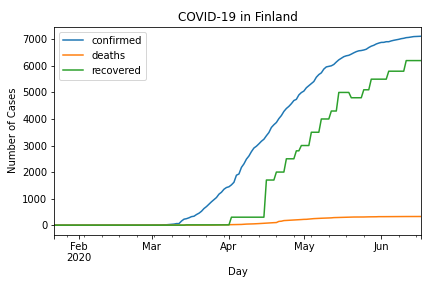 COVID-19 in Finland
confirmed
deaths
recovered
Number of Cases
7000
6000
5000
4000
3000
2000
1000
0
Feb
2020
Mar
Apr
May
Jun
Day